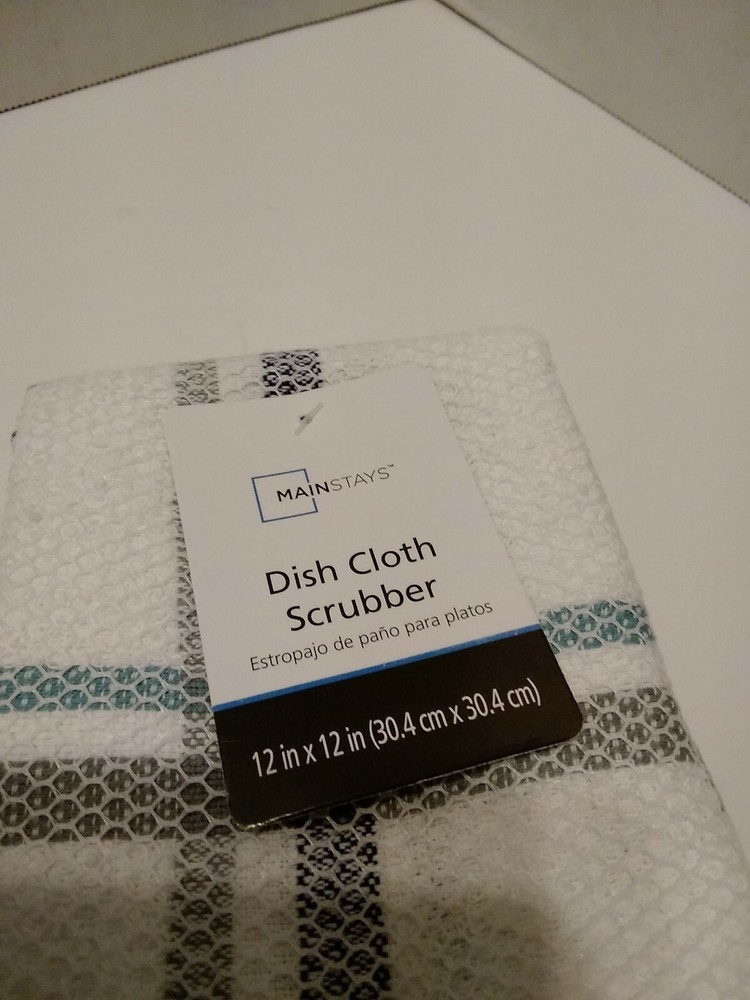 MAINSTAYS™
Dish Cloth
Scrubber
Estropajo de paño para platos
12 in x 12 in (30.4 cm x 30.4 cm)